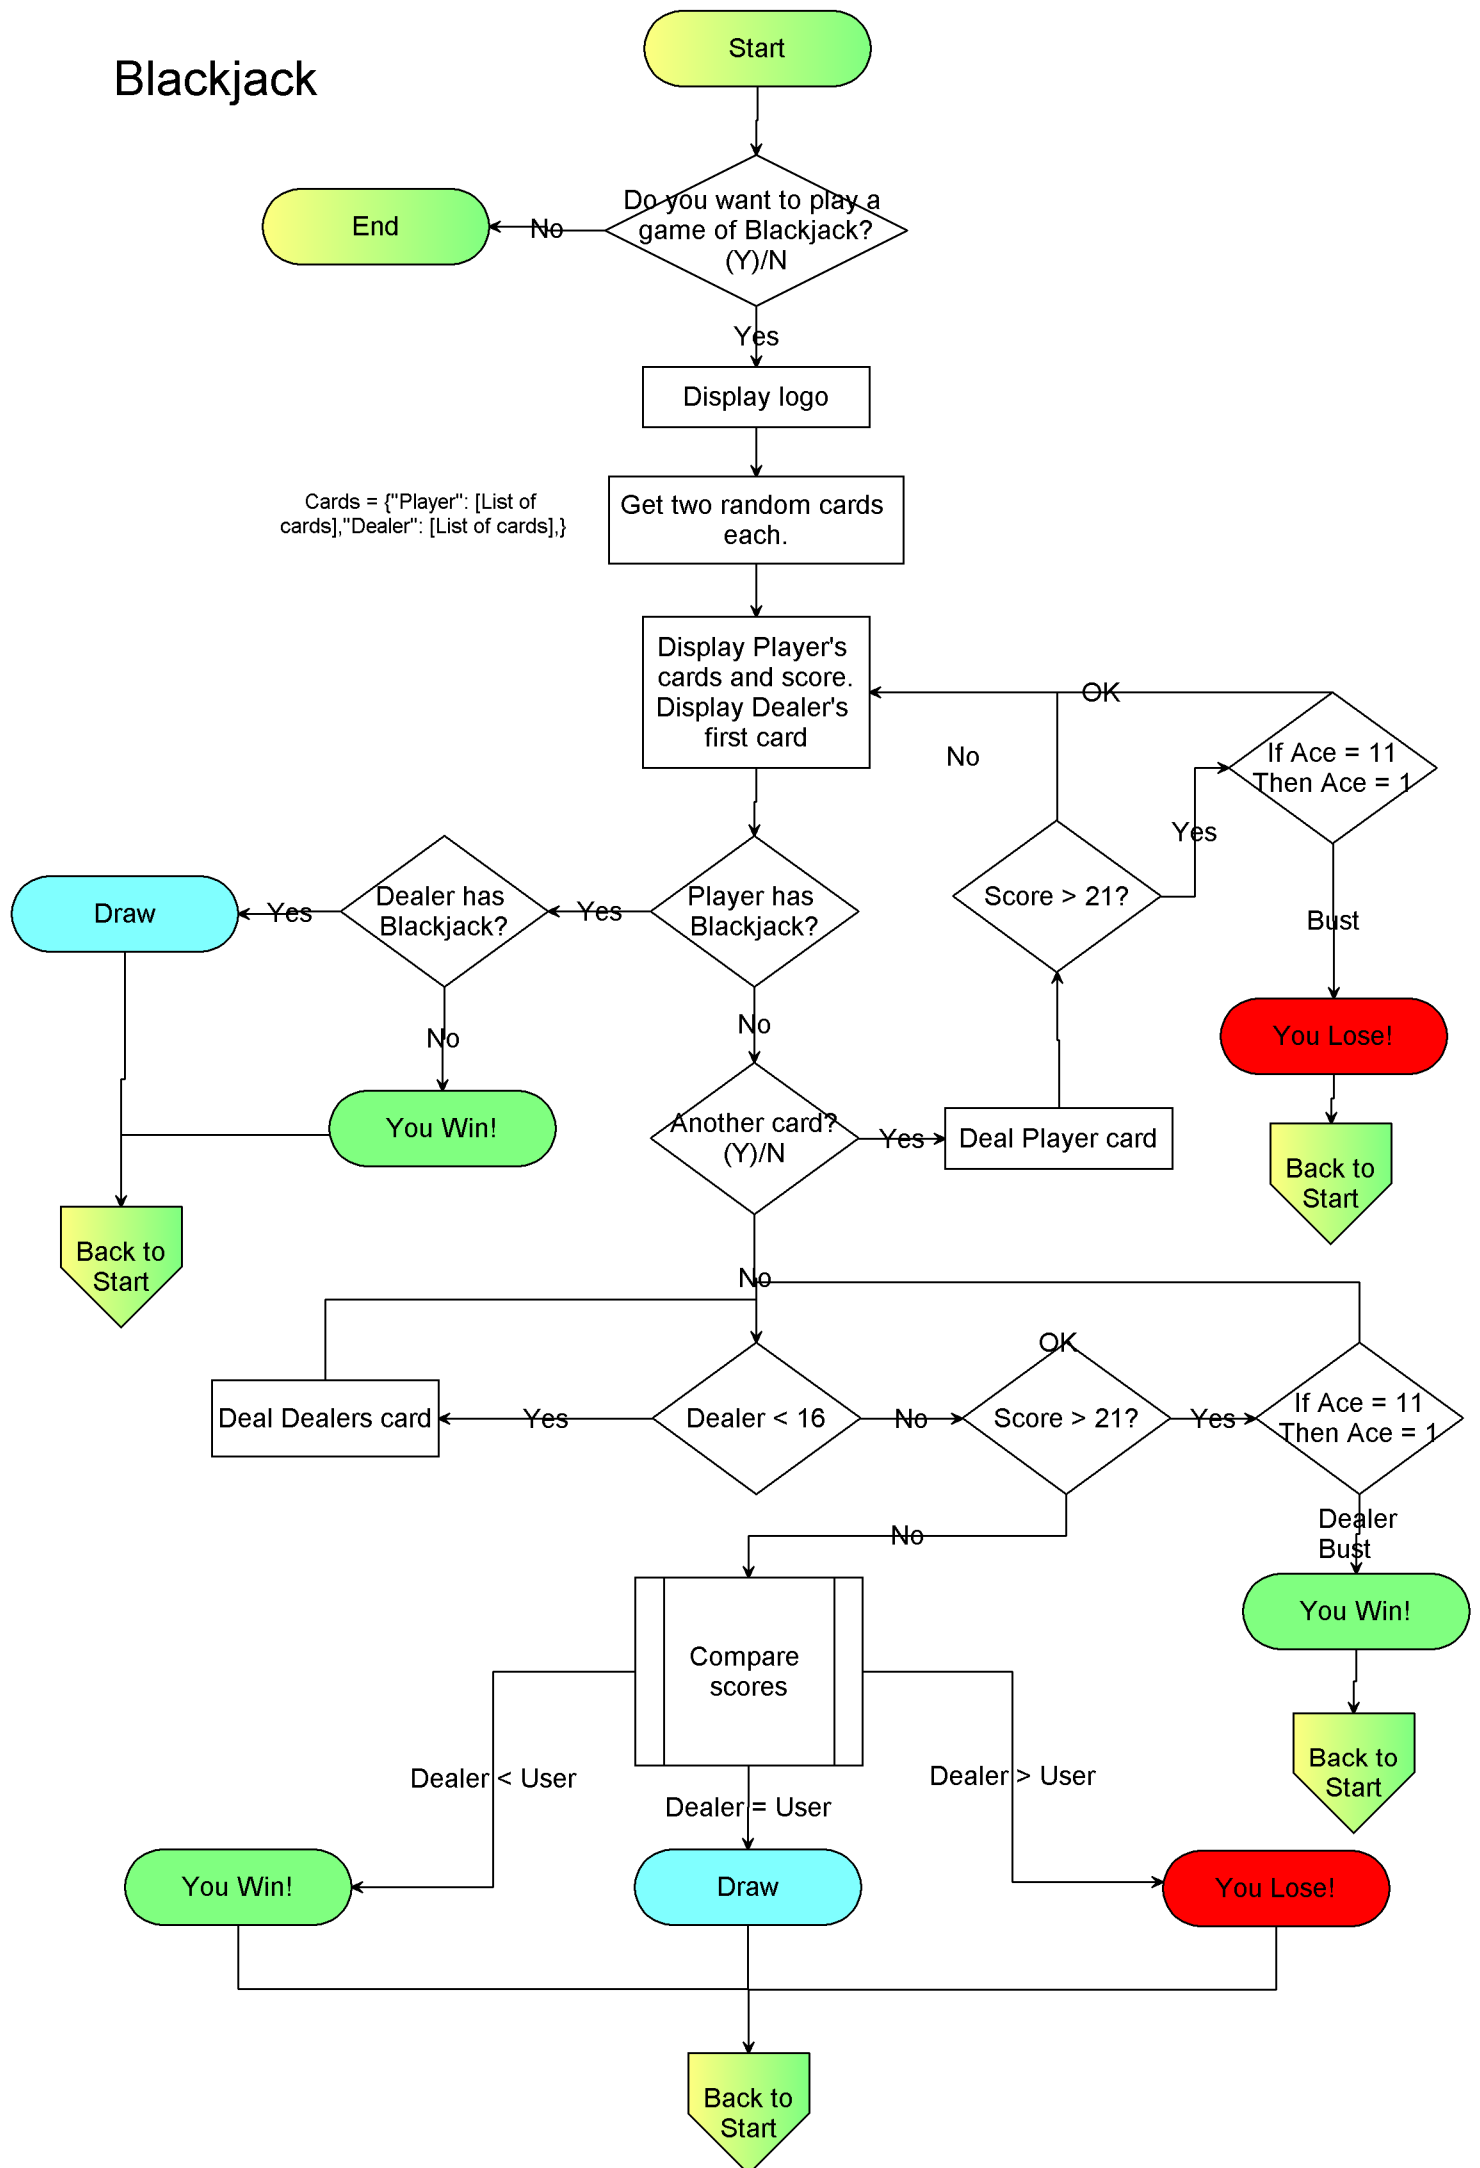 Start
Blackjack
Do you want to play a
game of Blackjack?
(Y)/N
End
No
Yes
Display logo
Cards = {"Player": [List of
cards],"Dealer": [List of cards],}
Get two random cards
each.
Display Player's
cards and score.
Display Dealer's
first card
OK
No
If Ace = 11
Then Ace = 1
Yes
Score > 21?
Bust
Draw
Yes
Dealer has
Blackjack?
Yes
Player has
Blackjack?
No
No
You Lose!
You Win!
Another card?
(Y)/N
Yes
Deal Player card
Back to
Start
Back to
Start
No
OK
Deal Dealers card
Yes
Dealer < 16
No
Score > 21?
Yes
If Ace = 11
Then Ace = 1
Dealer
Bust
No
You Win!
Compare
scores
Dealer < User
Dealer = User
Dealer > User
Back to
Start
You Win!
Draw
You Lose!
Back to
Start